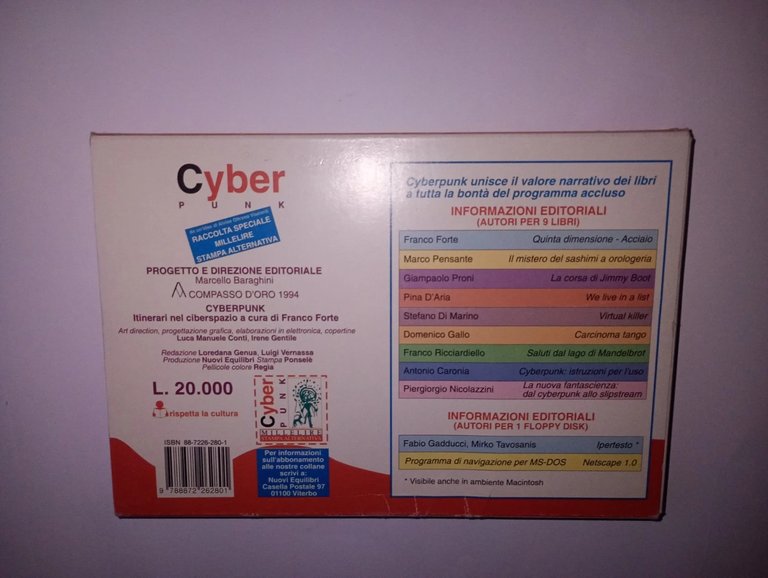 Cyber
PUNK
RACCOLTA SPECIALE
MILLELIRE
STAMPA ALTERNATIVA
PROGETTO E DIREZIONE EDITORIALE
Marcello Baraghini
COMPASSO D'ORO 1994
CYBERPUNK
Itinerari nel ciberspazio a cura di Franco Forte
Art direction, progettazione grafica, elaborazioni in elettronica, copertine
Luca Manuele Conti, Irene Gentile
Redazione Loredana Genua, Luigi Vernassa
Produzione Nuovi Equilibri Stampa Ponselè
Pellicole colore Regia
L. 20.000
rispetta la cultura
Cyber
PUNK
MILLELIRE
STAMPA ALTERNATIVA
ISBN 88-7226-280-1
9 788872 262801
Per informazioni
sull'abbonamento
alle nostre collane
scrivi a:
Nuovi Equilibri
Casella Postale 97
01100 Viterbo
Cyberpunk unisce il valore narrativo dei libri
a tutta la bontà del programma accluso
INFORMAZIONI EDITORIALI
(AUTORI PER 9 LIBRI)
Franco Forte Quinta dimensione - Acciaio
Marco Pensante Il mistero del sashimi a orologeria
Giampaolo Proni La corsa di Jimmy Boot
Pina D'Aria We live in a list
Stefano Di Marino Virtual killer
Domenico Gallo Carcinoma tango
Franco Ricciardiello Saluti dal lago di Mandelbrot
Antonio Caronia Cyberpunk: istruzioni per l'uso
Piergiorgio Nicolazzini La nuova fantascienza:
dal cyberpunk allo slipstream
INFORMAZIONI EDITORIALI
(AUTORI PER 1 FLOPPY DISK)
Fabio Gadducci, Mirko Tavosanis Ipertesto *
Programma di navigazione per MS-DOS Netscape 1.0
* Visibile anche in ambiente Macintosh